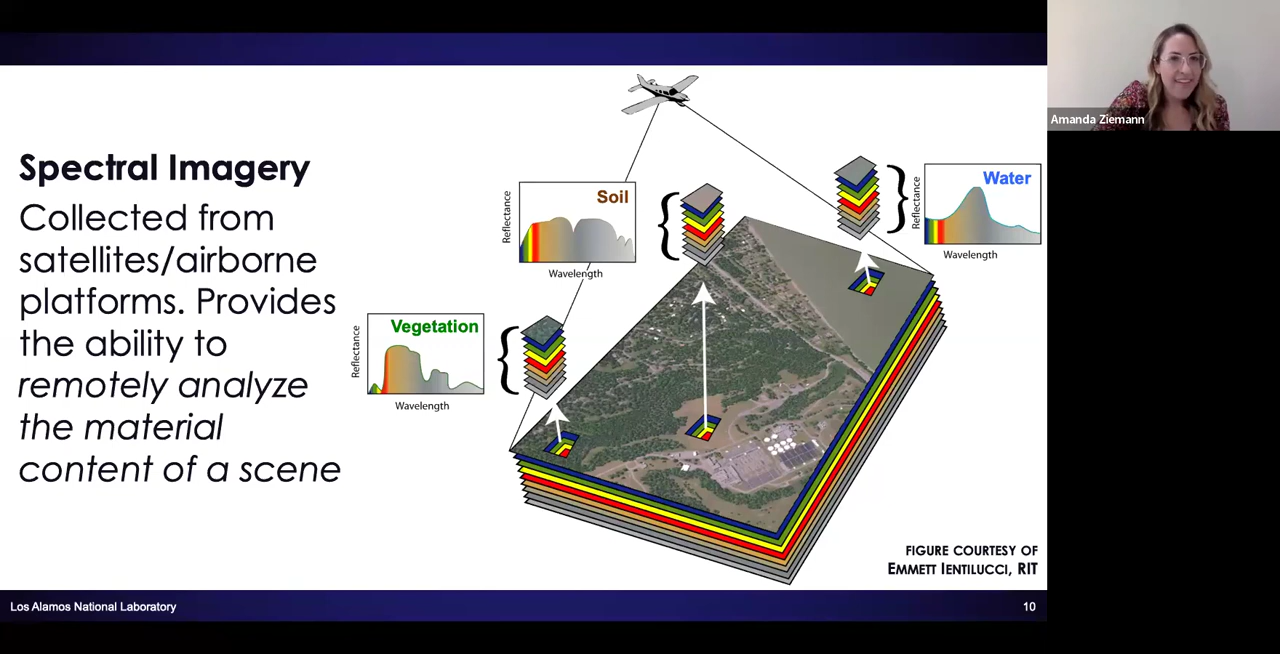 Amanda Ziemann
Spectral Imagery
Collected from
satellites/airborne
platforms. Provides
the ability to
remotely analyze
the material
content of a scene
Soil
Reflectance
Wavelength
Water
Reflectance
Wavelength
Vegetation
Reflectance
Wavelength
FIGURE COURTESY OF
EMMETT IENTILUCCI, RIT
Los Alamos National Laboratory
10